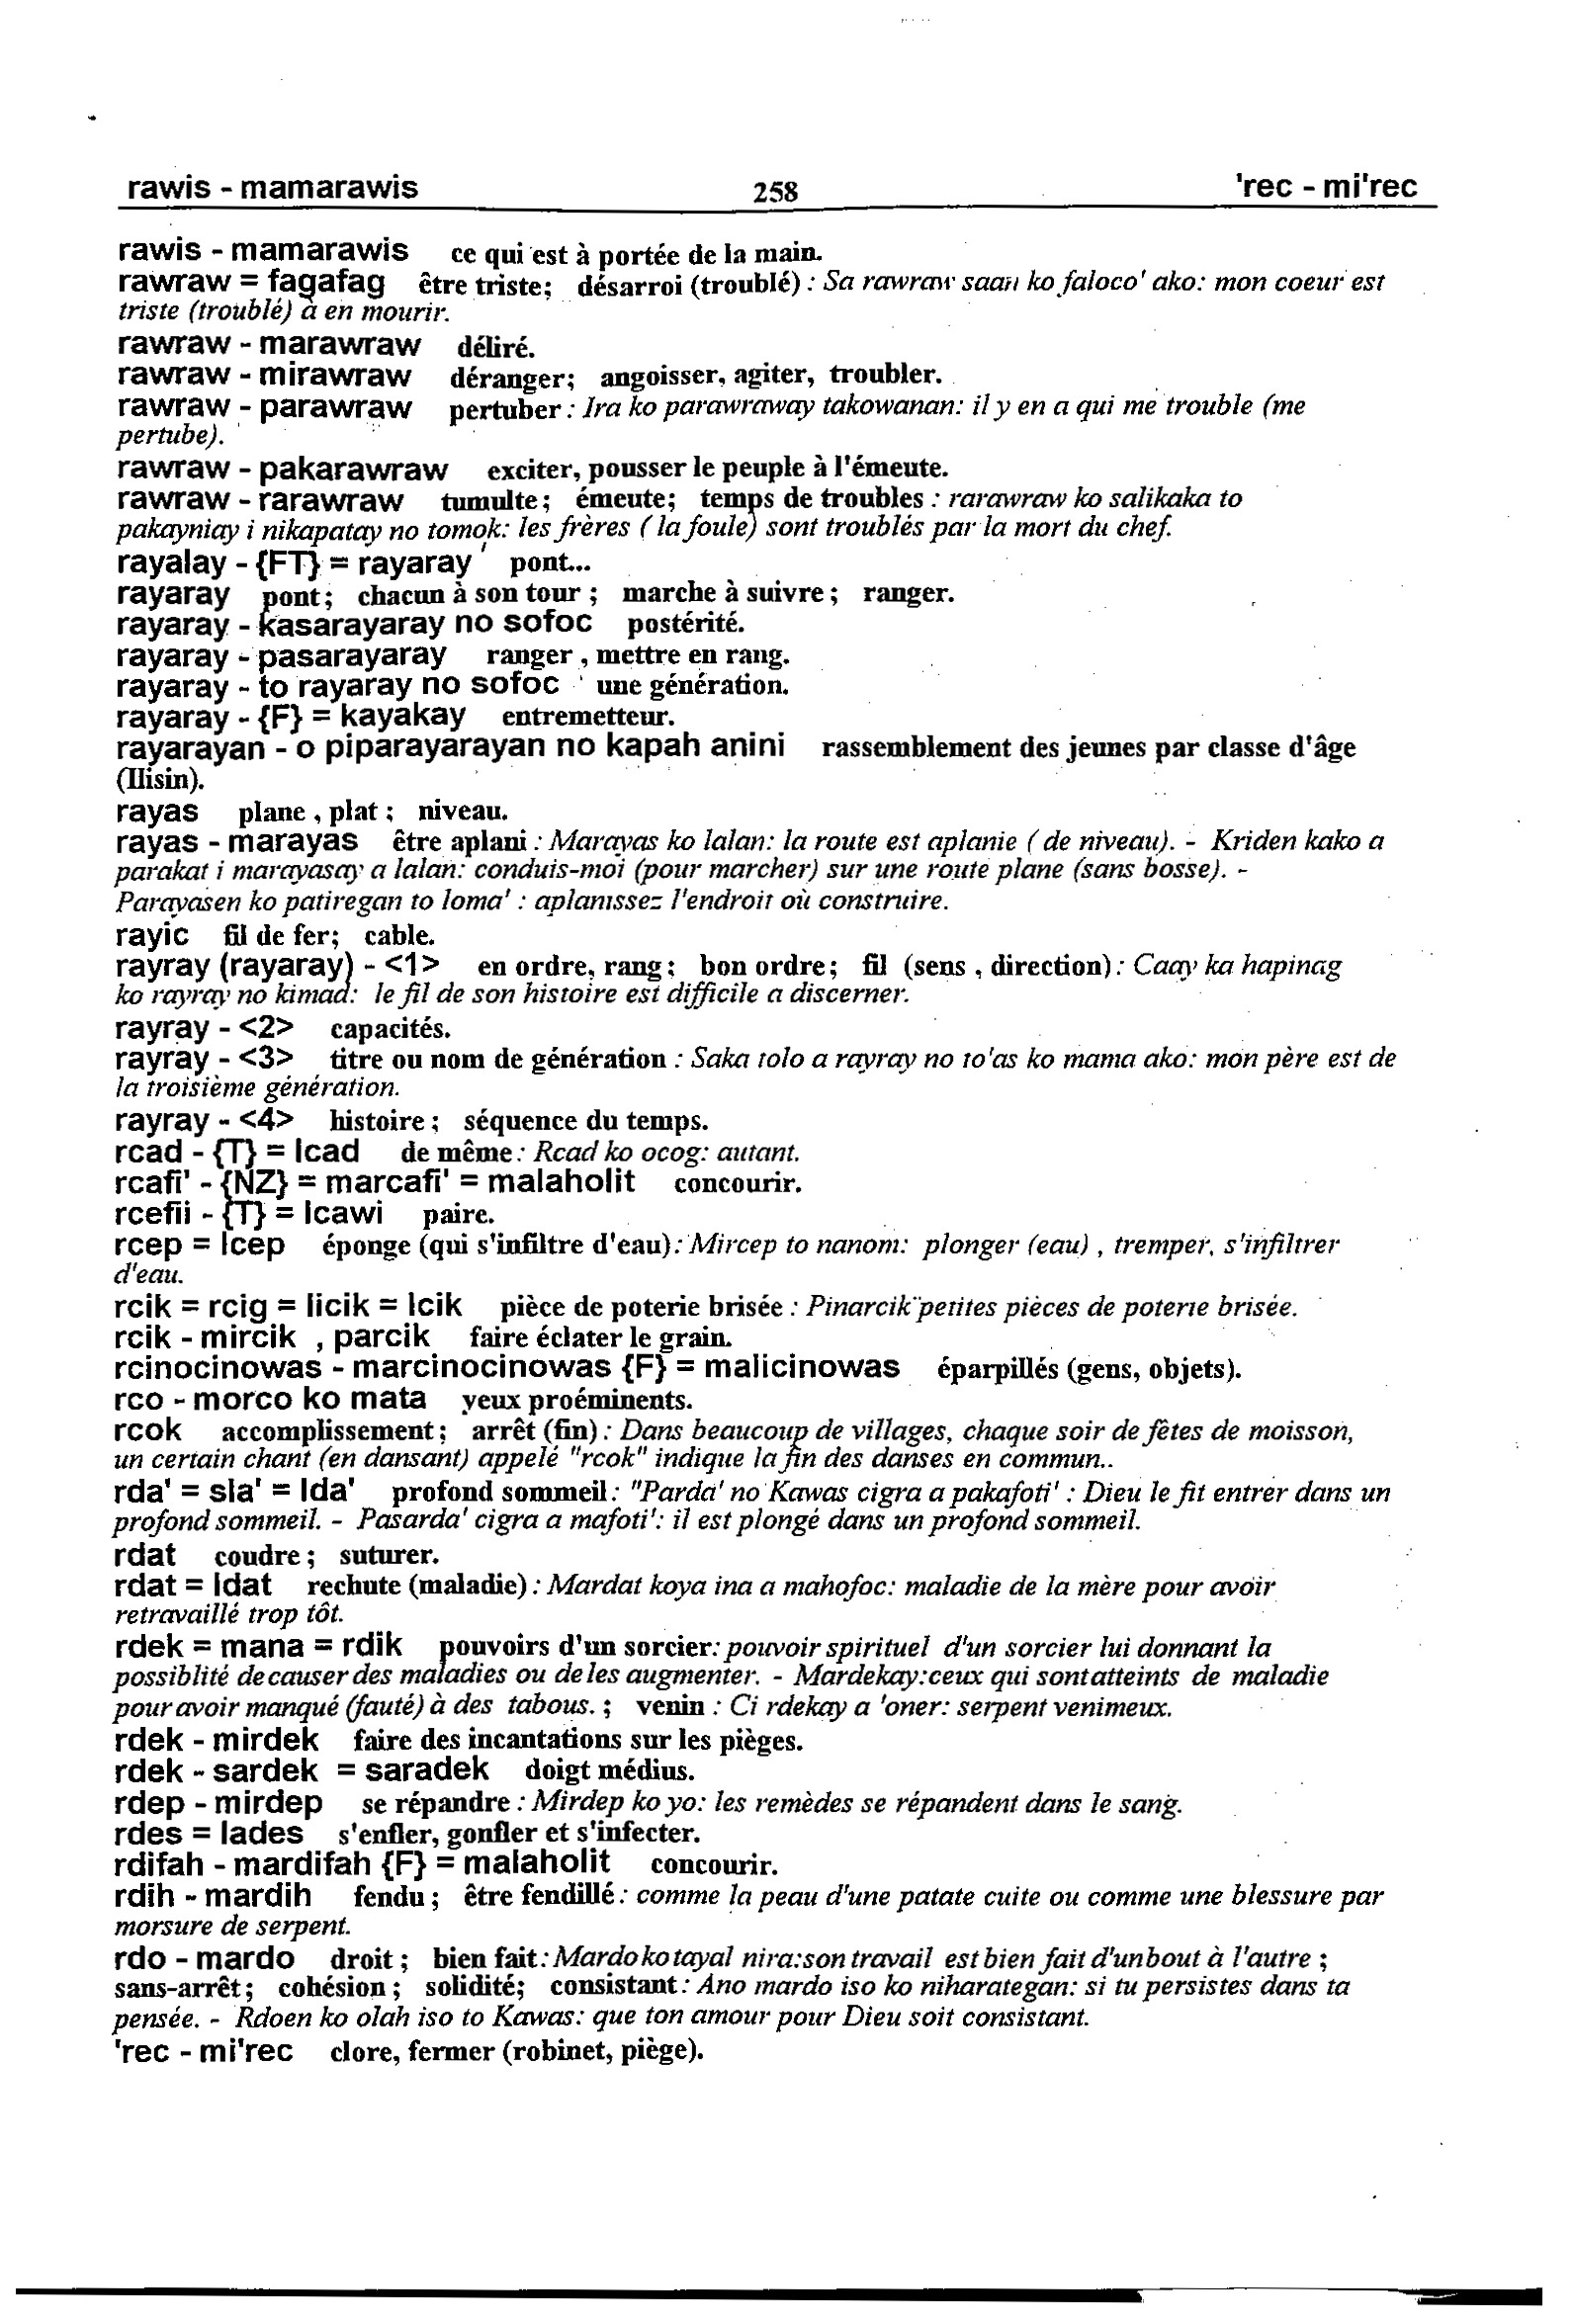 rawis - mamarawis 258 'rec - mi'rec
rawis - mamarawis ce qui est à portée de la main.
rawraw = fagafag être triste; désarroi (troublé) : Sa rawraw saan ko faloco' ako: mon coeur est
triste (troublé) à en mourir.
rawraw - marawraw déliré.
rawraw - mirawraw déranger; angoisser, agiter, troubler.
rawraw - parawraw pertuber : Ira ko parawraway takowanan: il y en a qui me trouble (me
pertube).
rawraw - pakarawraw exciter, pousser le peuple à l'émeute.
rawraw - rarawraw tumulte; émeute; temps de troubles : rarawraw ko salikaka to
pakayniay i nikapatay no tomok: les frères ( la foule) sont troublés par la mort du chef.
rayalay - {FT} = rayaray pont...
rayaray pont; chacun à son tour ; marche à suivre ; ranger.
rayaray - kasarayaray no sofoc postérité.
rayaray - pasarayaray ranger , mettre en rang.
rayaray - to rayaray no sofoc une génération.
rayaray - {F} = kayakay entremetteur.
rayarayan - o piparayarayan no kapah anini rassemblement des jeunes par classe d'âge
(Ilisin).
rayas plane , plat ; niveau.
rayas - marayas être aplani : Marayas ko lalan: la route est aplanie ( de niveau). - Kriden kako a
parakat i marayasay a lalan: conduis-moi (pour marcher) sur une route plane (sans bosse). -
Parayasen ko patiregan to loma' : aplanissez l'endroit où construire.
rayic fil de fer; cable.
rayray (rayaray) - <1> en ordre, rang ; bon ordre ; fil (sens , direction) : Caay ka hapinag
ko rayray no kimad: le fil de son histoire est difficile a discerner.
rayray - <2> capacités.
rayray - <3> titre ou nom de génération : Saka tolo a rayray no to'as ko mama ako: mon père est de
la troisième génération.
rayray - <4> histoire ; séquence du temps.
rcad - {T} = lcad de même : Rcad ko ocog: autant.
rcafi' - {NZ} = marcafi' = malaholit concourir.
rcefii - {T} = lcawi paire.
rcep = lcep éponge (qui s'infiltre d'eau) : Mircep to nanom: plonger (eau) , tremper, s'infiltrer
d'eau.
rcik = rcig = licik = lcik pièce de poterie brisée : Pinarcik petites pièces de poterie brisée.
rcik - mircik , parcik faire éclater le grain.
rcinocinowas - marcinocinowas {F} = malicinowas éparpillés (gens, objets).
rco - morco ko mata yeux proéminents.
rcok accomplissement ; arrêt (fin) : Dans beaucoup de villages, chaque soir de fêtes de moisson,
un certain chant (en dansant) appelé "rcok" indique la fin des danses en commun..
rda' = sla' = lda' profond sommeil : "Parda' no Kawas cigra a pakafoti' : Dieu le fit entrer dans un
profond sommeil. - Pasarda' cigra a mafoti': il est plongé dans un profond sommeil.
rdat coudre ; suturer.
rdat = ldat rechute (maladie) : Mardat koya ina a mahofoc: maladie de la mère pour avoir
retravaillé trop tôt.
rdek = mana = rdik pouvoirs d'un sorcier: pouvoir spirituel d'un sorcier lui donnant la
possiblité de causer des maladies ou de les augmenter. - Mardekay:ceux qui sont atteints de maladie
pour avoir manqué (fauté) à des tabous. ; venin : Ci rdekay a 'oner: serpent venimeux.
rdek - mirdek faire des incantations sur les pièges.
rdek - sardek = saradek doigt médius.
rdep - mirdep se répandre : Mirdep ko yo: les remèdes se répandent dans le sang.
rdes = lades s'enfler, gonfler et s'infecter.
rdifah - mardifah {F} = malaholit concourir.
rdih - mardih fendu ; être fendillé : comme la peau d'une patate cuite ou comme une blessure par
morsure de serpent.
rdo - mardo droit ; bien fait : Mardo ko tayal nira:son travail est bien fait d'un bout à l'autre ;
sans-arrêt ; cohésion ; solidité; consistant : Ano mardo iso ko niharategan: si tu persistes dans ta
pensée. - Rdoen ko olah iso to Kawas: que ton amour pour Dieu soit consistant.
'rec - mi'rec clore, fermer (robinet, piège).